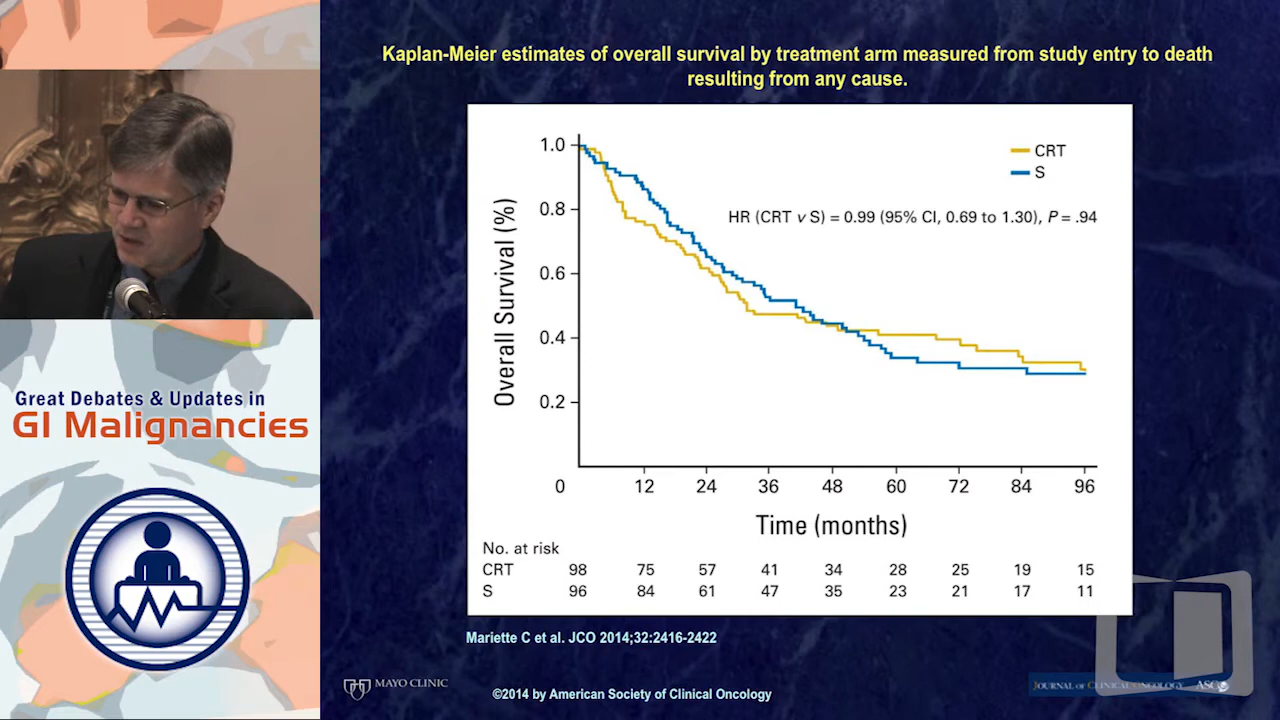 Kaplan-Meier estimates of overall survival by treatment arm measured from study entry to death
resulting from any cause.
Great Debates & Updates in
GI Malignancies
Overall Survival (%)
1.0
0.8
0.6
0.4
0.2
CRT
S
HR (CRT v S) = 0.99 (95% CI, 0.69 to 1.30), P = .94
0 12 24 36 48 60 72 84 96
Time (months)
No. at risk
CRT 98 75 57 41 34 28 25 19 15
S 96 84 61 47 35 23 21 17 11
Mariette C et al. JCO 2014;32:2416-2422
MAYO CLINIC
©2014 by American Society of Clinical Oncology
JOURNAL OF CLINICAL ONCOLOGY ASCO